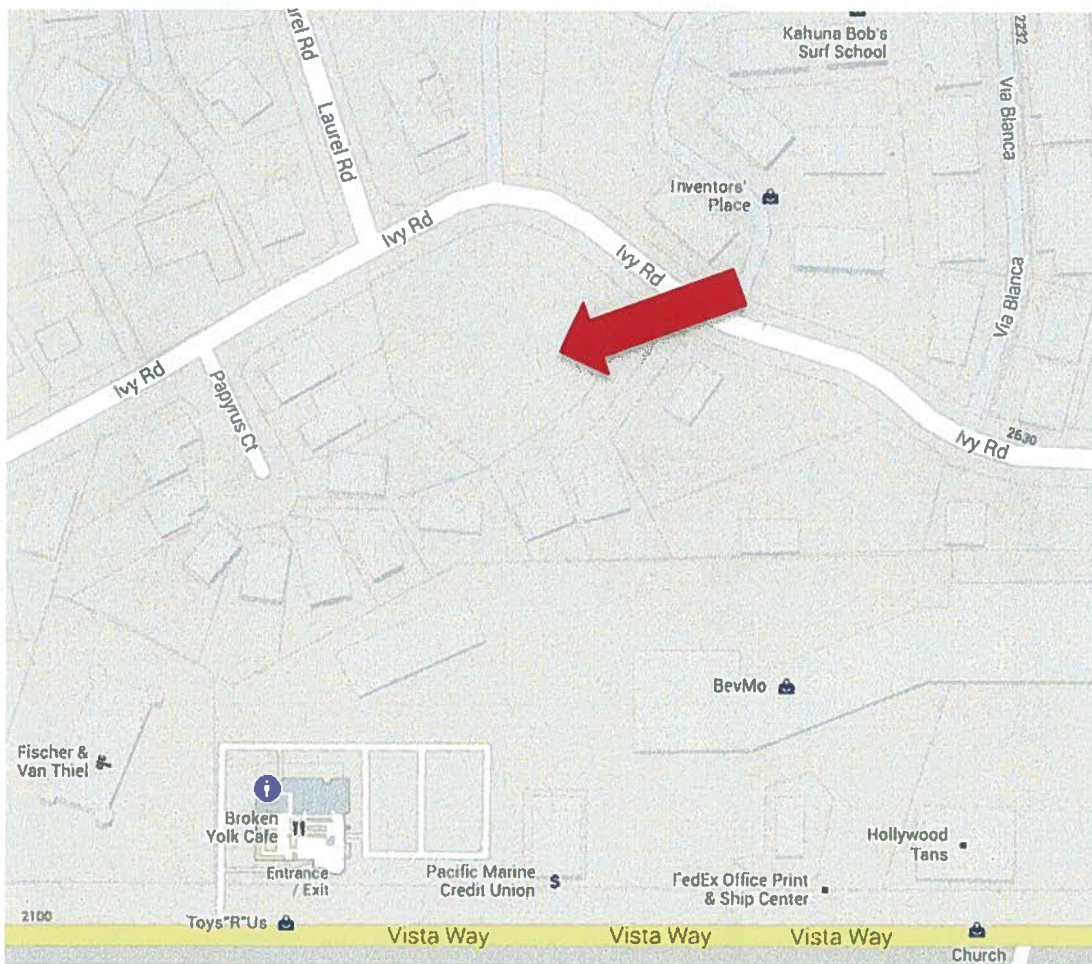 Kahuna Bob's
Surf School
2232
Via Blanca
Laurel Rd
Laurel Rd
Inventors'
Place
Ivy Rd
Ivy Rd
Via Blanca
Ivy Rd
Papyrus Ct
2530
Ivy Rd
BevMo
Fischer &
Van Thiel
Broken
Yolk Cafe
Entrance
/ Exit
Pacific Marine
Credit Union
$
Hollywood
Tans
FedEx Office Print
& Ship Center
2100
Toys"R"Us
Vista Way
Vista Way
Vista Way
Church